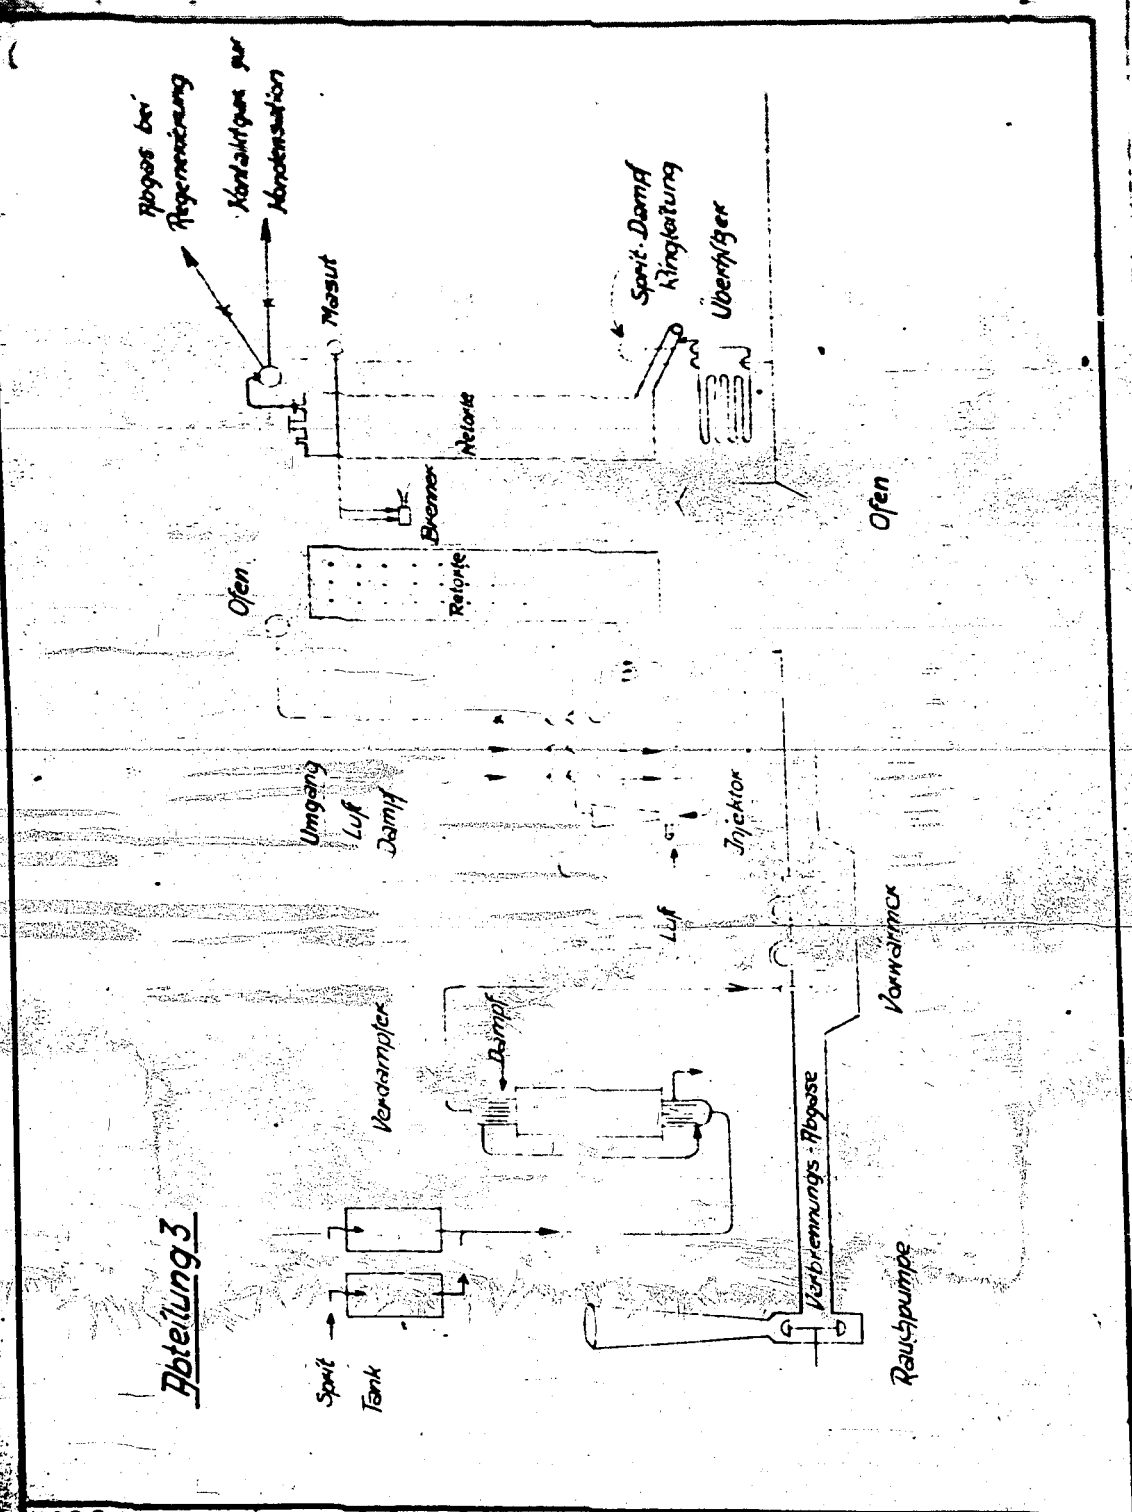 Abteilung 3
Sprit
Tank
Verdampfer
Dampf
Verbrennungs-Abgase
Rauchpumpe
Vorwärmer
Umgang
Luft
Dampf
Luft
Injektor
Ofen
Retorte
Brenner
Retorte
Masut
Abgas bei
Regenerierung
Kontaktgas zur
Kondensation
Sprit-Dampf
Ringleitung
Überhitzer
Ofen